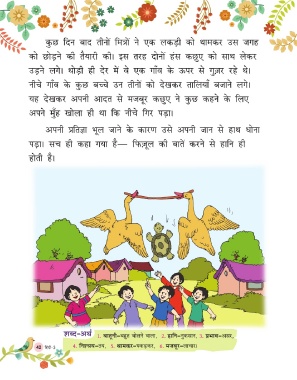 कुछ दिन बाद तीनों मित्रों ने एक लकड़ी को थामकर उस जगह
को छोड़ने की तैयारी की। इस तरह दोनों हंस कछुए को साथ लेकर
उड़ने लगे। थोड़ी ही देर में वे एक गाँव के ऊपर से गुज़र रहे थे।
नीचे गाँव के कुछ बच्चे उन तीनों को देखकर तालियाँ बजाने लगे।
यह देखकर अपनी आदत से मजबूर कछुए ने कुछ कहने के लिए
अपने मुँह खोला ही था कि नीचे गिर पड़ा।
अपनी प्रतिज्ञा भूल जाने के कारण उसे अपनी जान से हाथ धोना
पड़ा। सच ही कहा गया है— फिज़ूल की बातें करने से हानि ही
होती है।
शब्द-अर्थ
1. बातूनी–बहुत बोलने वाला, 2. हानि–नुकसान, 3. प्रभाव–असर,
4. निश्चय–तय, 5. थामकर–पकड़कर, 6. मजबूर–लाचार।
42